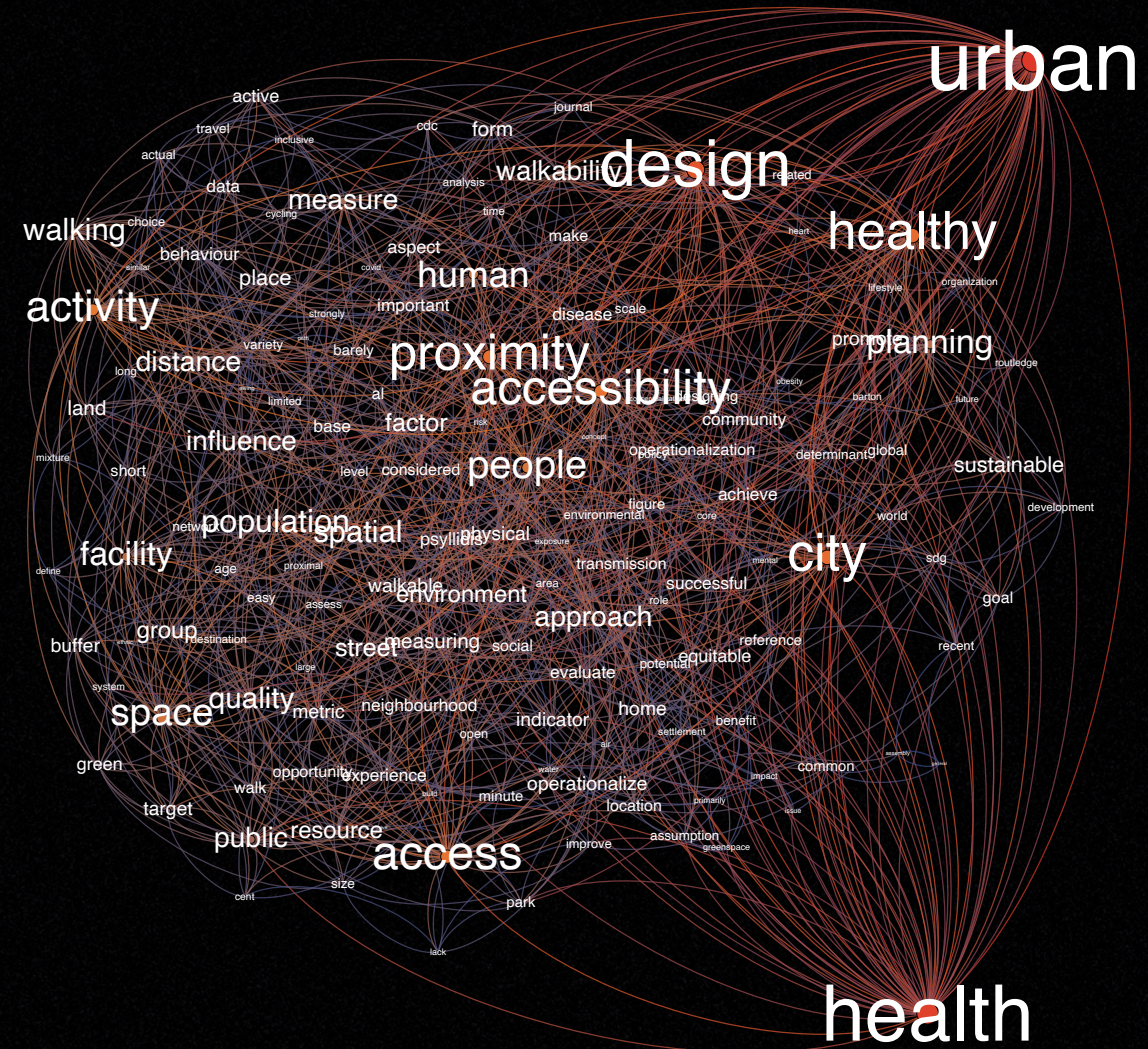 urban
active
journal
travel
cdc
form
inclusive
actual
walkability
design
related
analysis
data
measure
cycling
time
walking
choice
make
heart
healthy
behaviour
aspect
similar
place
covid
human
lifestyle
organization
activity
important
strongly
disease
scale
variety
barely
proximity
promote
planning
long
distance
routledge
accessibility
obesity
designing
al
limited
barton
future
land
base
factor
risk
community
influence
concept
operationalization
policy
determinant
global
mixture
short
level
considered
people
sustainable
achieve
figure
development
network
population
spatial
environmental
core
world
psylliels
physical
exposure
facility
city
define
age
proximal
transmission
mental
sdg
walkable
area
successful
easy
assess
environment
role
goal
approach
group
destination
buffer
street
measuring
social
reference
recent
equitable
potential
large
evaluate
system
space
quality
metric
neighbourhood
home
indicator
benefit
open
settlement
air
assembly
green
opportunity
experience
water
common
impact
walk
build
minute
operationalize
target
location
primarily
issue
public
resource
assumption
improve
greenspace
access
size
cent
park
lack
health